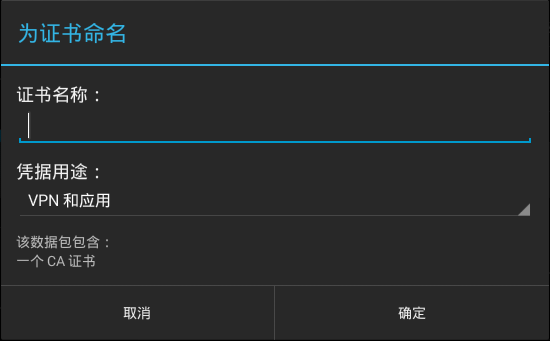 为证书命名
证书名称：
凭据用途：
VPN 和应用
该数据包包含：
一个 CA 证书
取消
确定